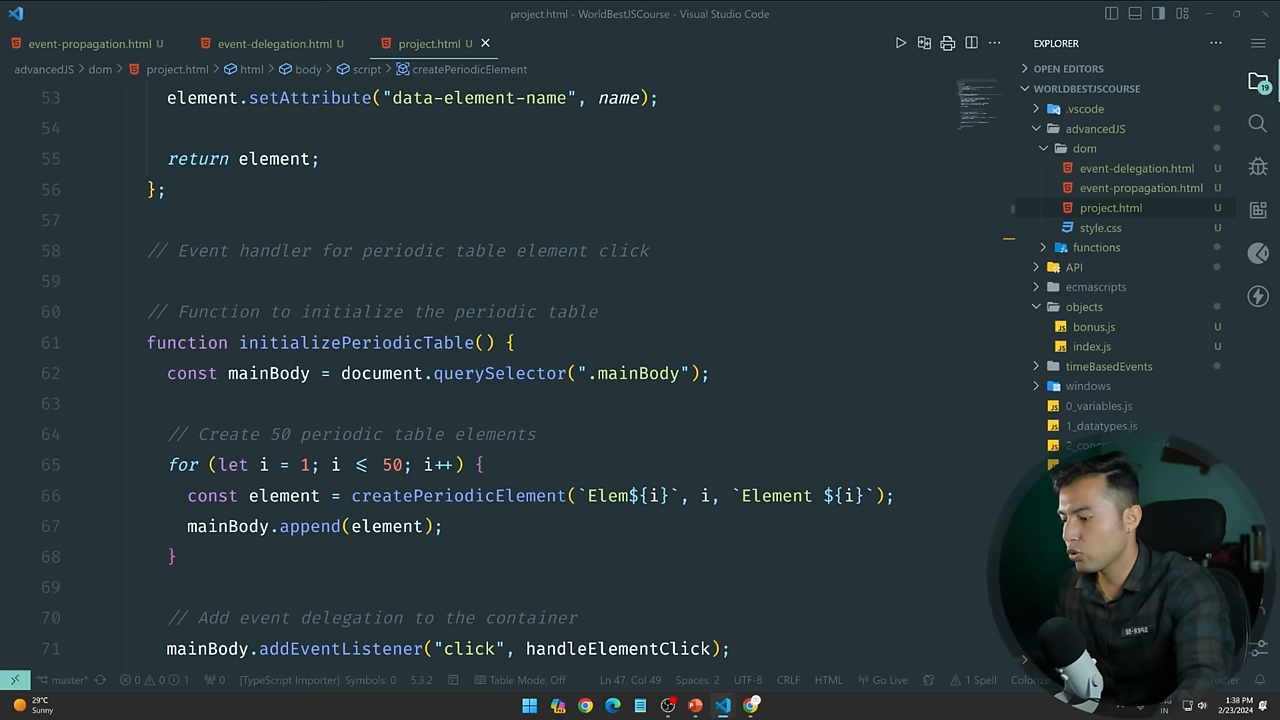 project.html - WorldBestJSCourse - Visual Studio Code
event-propagation.html U
event-delegation.html U
project.html U
advancedJS > dom > project.html > html > body > script > createPeriodicElement
53 element.setAttribute("data-element-name", name);
54
55 return element;
56 };
57
58 // Event handler for periodic table element click
59
60 // Function to initialize the periodic table
61 function initializePeriodicTable() {
62 const mainBody = document.querySelector(".mainBody");
63
64 // Create 50 periodic table elements
65 for (let i = 1; i <= 50; i++) {
66 const element = createPeriodicElement(`Elem${i}`, i, `Element ${i}`);
67 mainBody.append(element);
68 }
69
70 // Add event delegation to the container
71 mainBody.addEventListener("click", handleElementClick);
EXPLORER
OPEN EDITORS
WORLDBESTJSCOURSE
.vscode
advancedJS
dom
event-delegation.html U
event-propagation.html U
project.html U
style.css U
functions
API
ecmascripts
objects
bonus.js U
index.js U
timeBasedEvents
windows
0_variables.js
1_datatypes.js
19
master*
0 0 1
0
[TypeScript Importer]: Symbols: 0
5.3.2
Table Mode: Off
Ln 47, Col 49
Spaces: 2
UTF-8
CRLF
HTML
Go Live
1 Spell
29°C
Sunny
IN
1:38 PM
2/23/2024